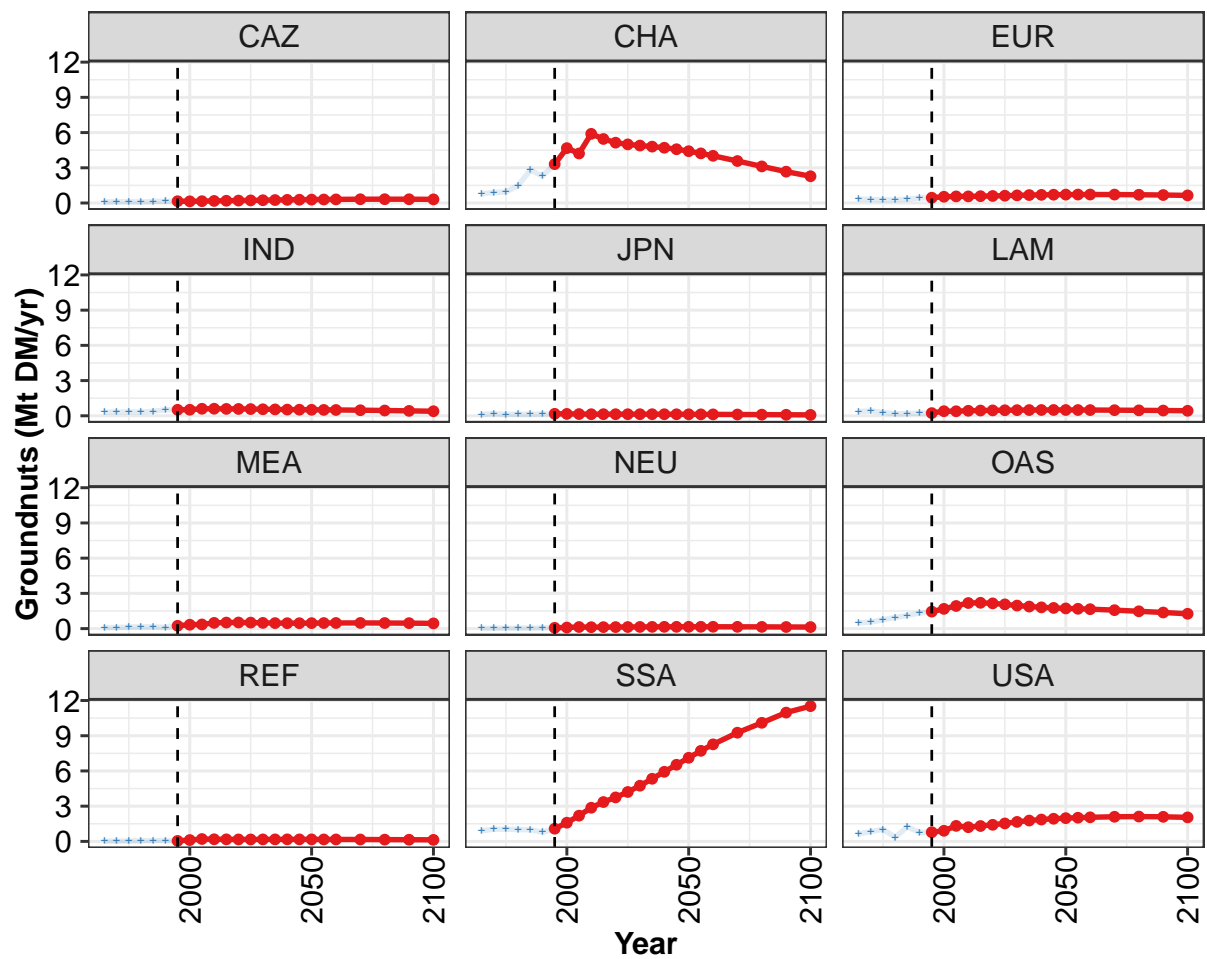 CAZ CHA EUR
12
9
6
3
0
IND JPN LAM
12
9
6
3
0
MEA NEU OAS
12
9
6
3
0
REF SSA USA
12
9
6
3
0
2000 2050 2100 2000 2050 2100 2000 2050 2100
Year
Groundnuts (Mt DM/yr)